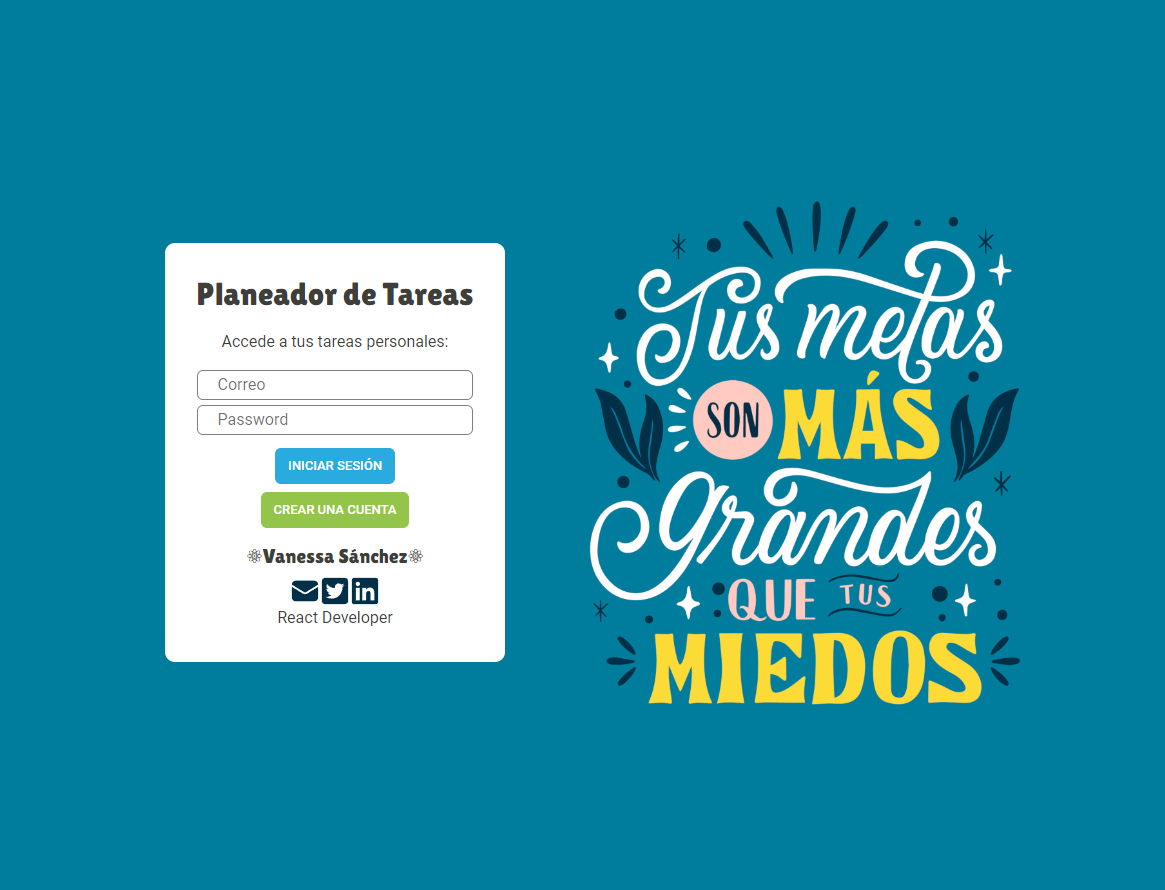 Planeador de Tareas
Accede a tus tareas personales:
Correo
Password
INICIAR SESIÓN
CREAR UNA CUENTA
⚛Vanessa Sánchez⚛
React Developer
Tus metas
SON MÁS
Grandes
QUE TUS
MIEDOS